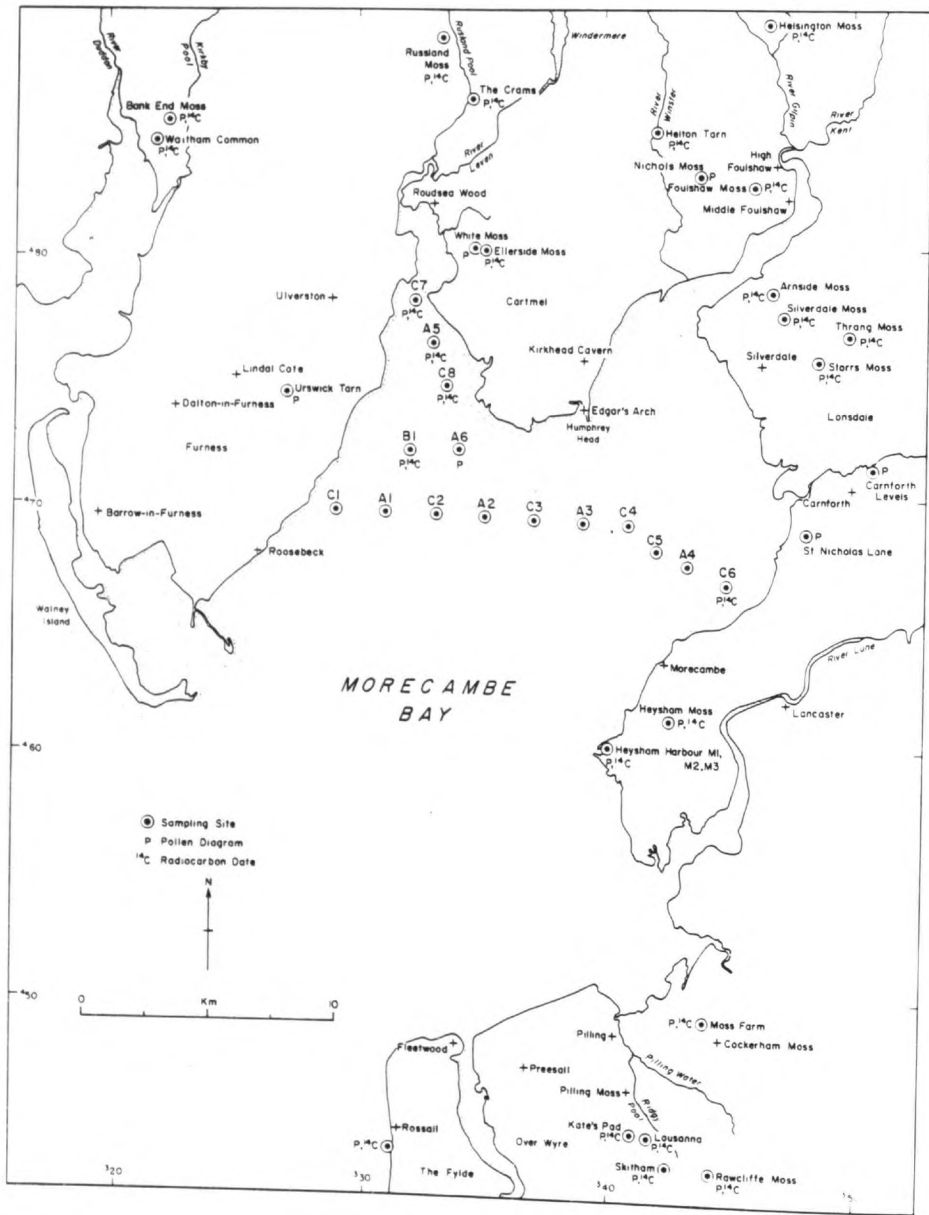 River
Duddon
Kirkby
Pool
Russland
Moss
P,¹⁴C
Rusland Pool
Windermere
Helsington Moss
P,¹⁴C
Bank End Moss
P,¹⁴C
Waitham Common
P,¹⁴C
The Crams
P,¹⁴C
River
Leven
River
Winster
Helton Tarn
P,¹⁴C
River Gilpin
River
Kent
High
Foulshaw
Nichols Moss
P
Foulshaw Moss
P,¹⁴C
Middle Foulshaw
Roudsea Wood
⁴80
White Moss
P
Ellerside Moss
P,¹⁴C
Ulverston
C7
P,¹⁴C
Cartmel
Arnside Moss
P,¹⁴C
Silverdale Moss
P,¹⁴C
Thrang Moss
P,¹⁴C
A5
P,¹⁴C
Kirkhead Cavern
Silverdale
Storrs Moss
P,¹⁴C
Lindal Cote
C8
P,¹⁴C
Urswick Tarn
P
Dalton-in-Furness
Edgar's Arch
Humphrey
Head
Lonsdale
Furness
B1
P,¹⁴C
A6
P
P
Carnforth
Levels
Carnforth
⁴70
Barrow-in-Furness
C1
A1
C2
A2
C3
A3
C4
C5
A4
C6
P,¹⁴C
P
St Nicholas Lane
Roosebeck
Walney
Island
MORECAMBE
BAY
Morecambe
River Lune
Lancaster
Heysham Moss
P,¹⁴C
⁴60
Heysham Harbour M1,
M2,M3
P,¹⁴C
Sampling Site
P Pollen Diagram
¹⁴C Radiocarbon Date
N
⁴50
0
10
Km
P,¹⁴C
Moss Farm
Cockerham Moss
Fleetwood
Pilling
Pilling Water
Preesall
Pilling Moss
Ridgy
Pool
Rossall
P,¹⁴C
Kate's Pad
P,¹⁴C
Lousanna
P,¹⁴C
Over Wyre
The Fylde
Skitham
P,¹⁴C
Rawcliffe Moss
P,¹⁴C
³20
³30
³40
³5